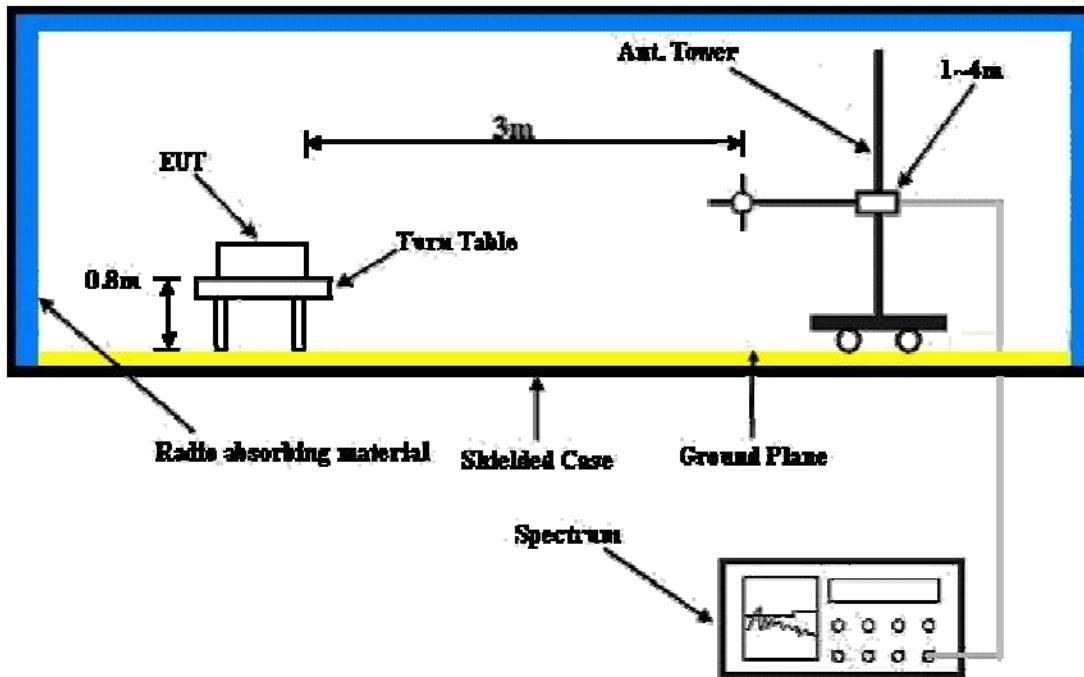 Ant. Tower
1~4m
3m
EUT
Turn Table
0.8m
Radio absorbing material
Shielded Case
Ground Plane
Spectrum